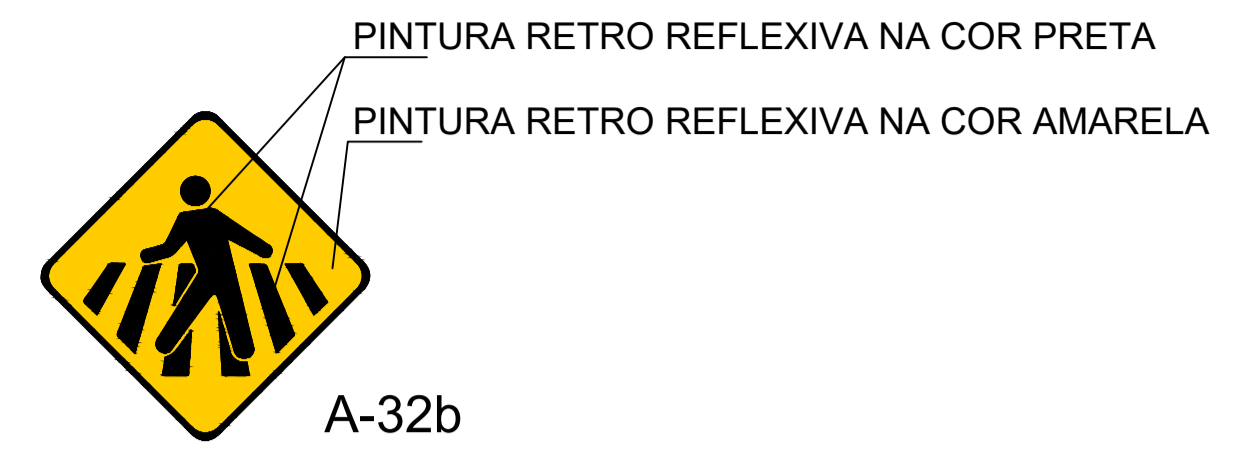 PINTURA RETRO REFLEXIVA NA COR PRETA
PINTURA RETRO REFLEXIVA NA COR AMARELA
A-32b